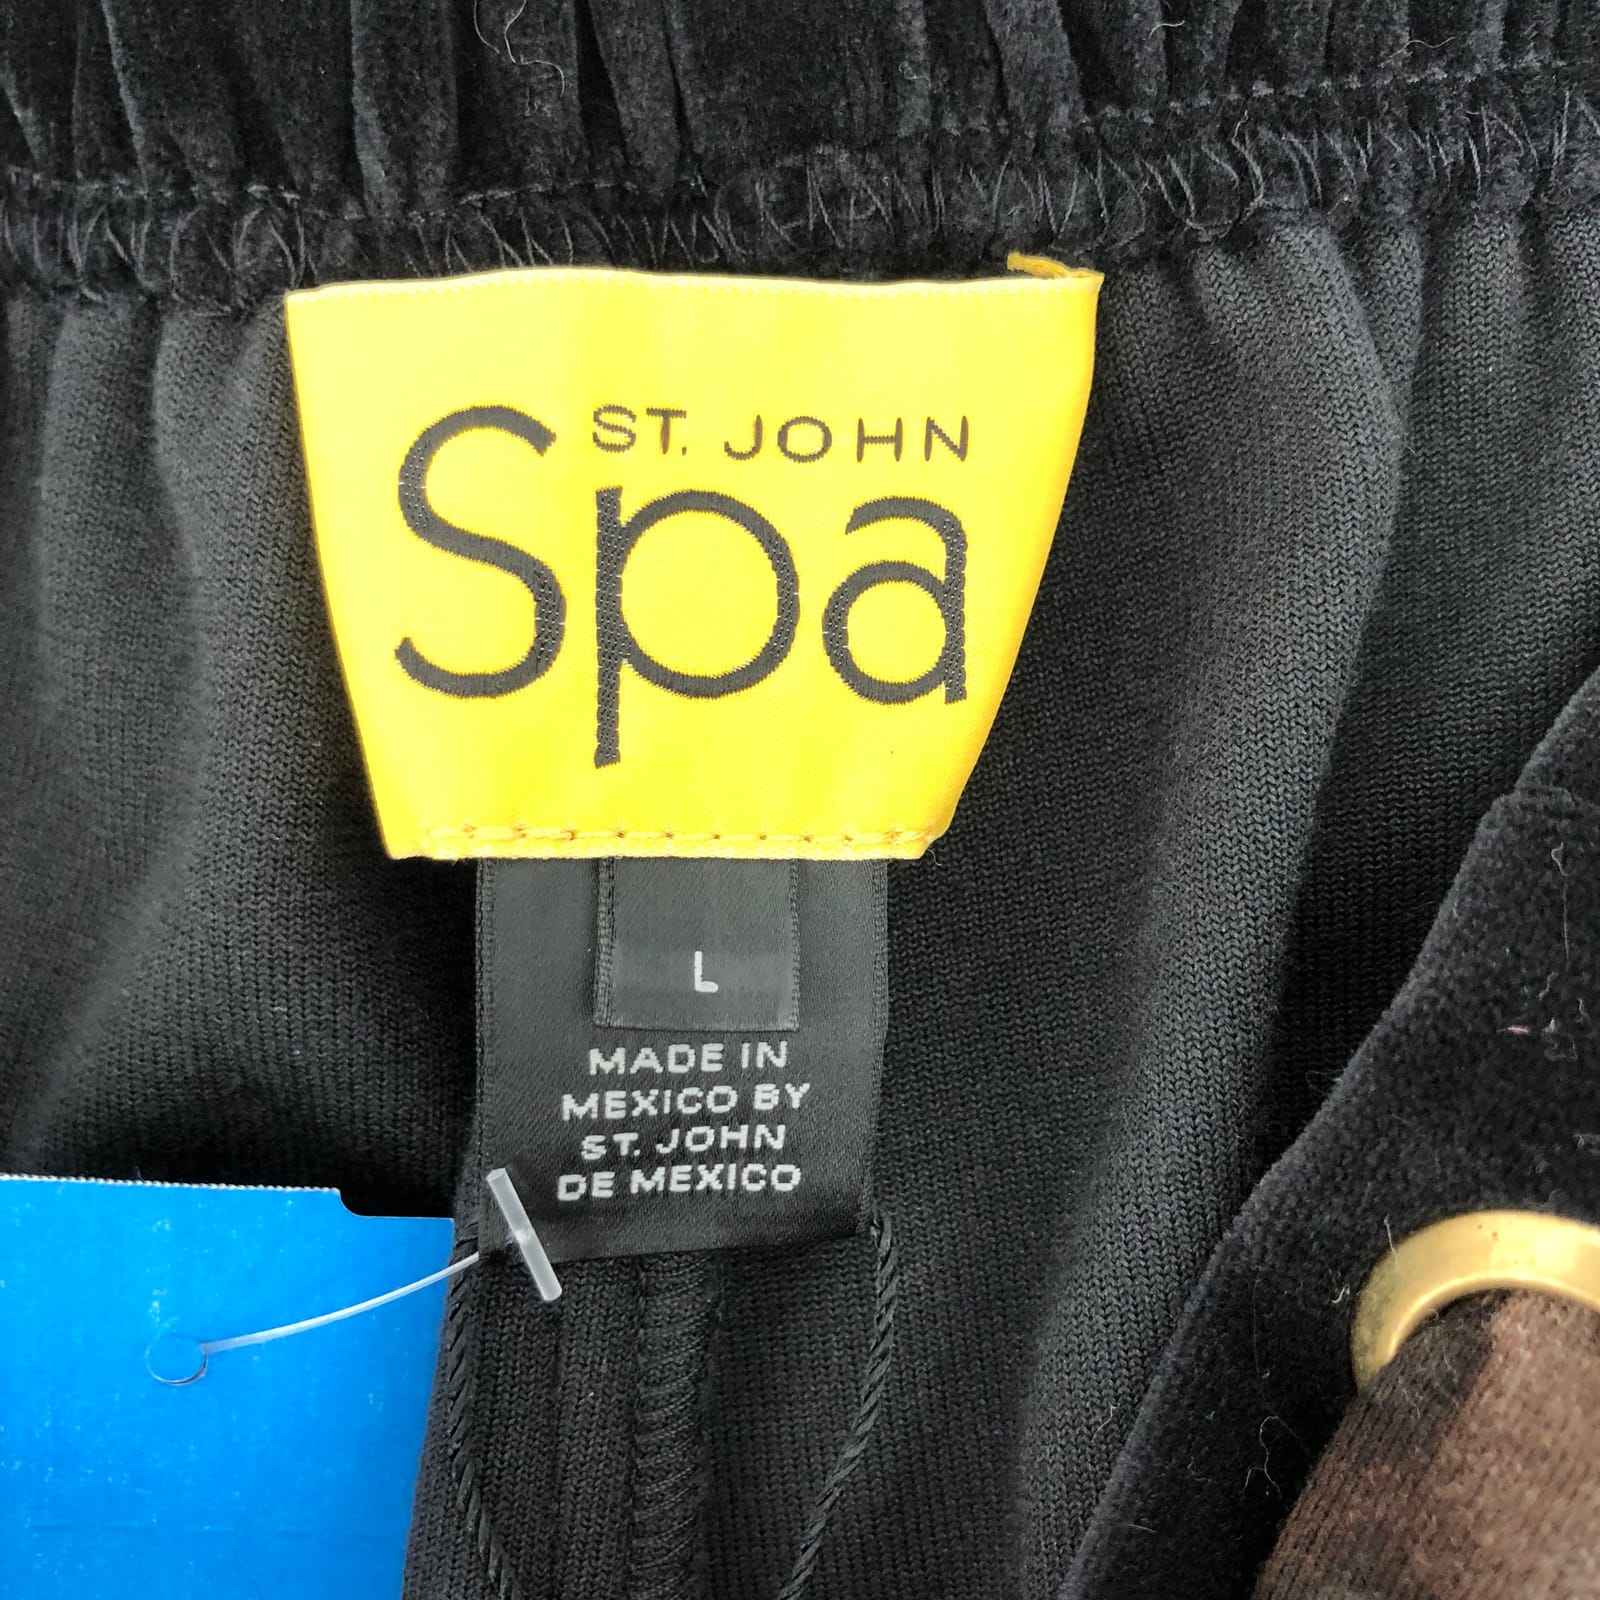 ST. JOHN
Spa
L
MADE IN
MEXICO BY
ST. JOHN
DE MEXICO